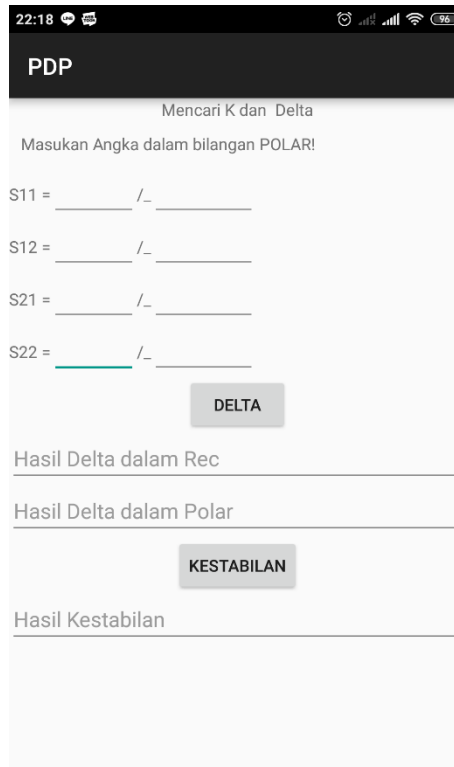 22:18 96
PDP
Mencari K dan Delta
Masukan Angka dalam bilangan POLAR!
S11 = /_
S12 = /_
S21 = /_
S22 = /_
DELTA
Hasil Delta dalam Rec
Hasil Delta dalam Polar
KESTABILAN
Hasil Kestabilan